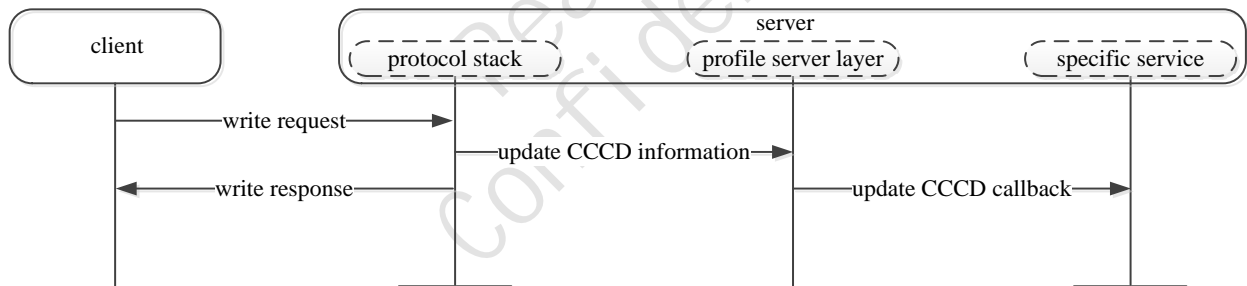 server
client
protocol stack
profile server layer
specific service
write request
update CCCD information
write response
update CCCD callback